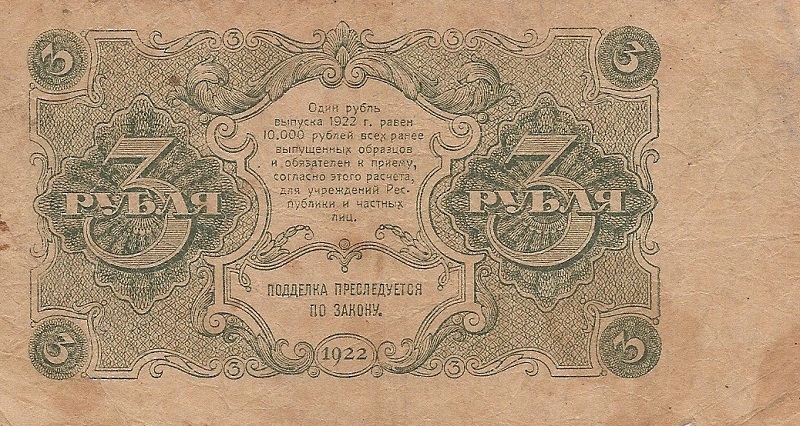 3 3
Один рубль
выпуска 1922 г. равен
10.000 рублей всех ранее
выпущенных образцов
и обязателен к приему,
согласно этого расчета,
для учреждений Рес-
публики и частных
лиц.
3 РУБЛЯ 3 РУБЛЯ
ПОДДЕЛКА ПРЕСЛЕДУЕТСЯ
ПО ЗАКОНУ.
3 1922 3